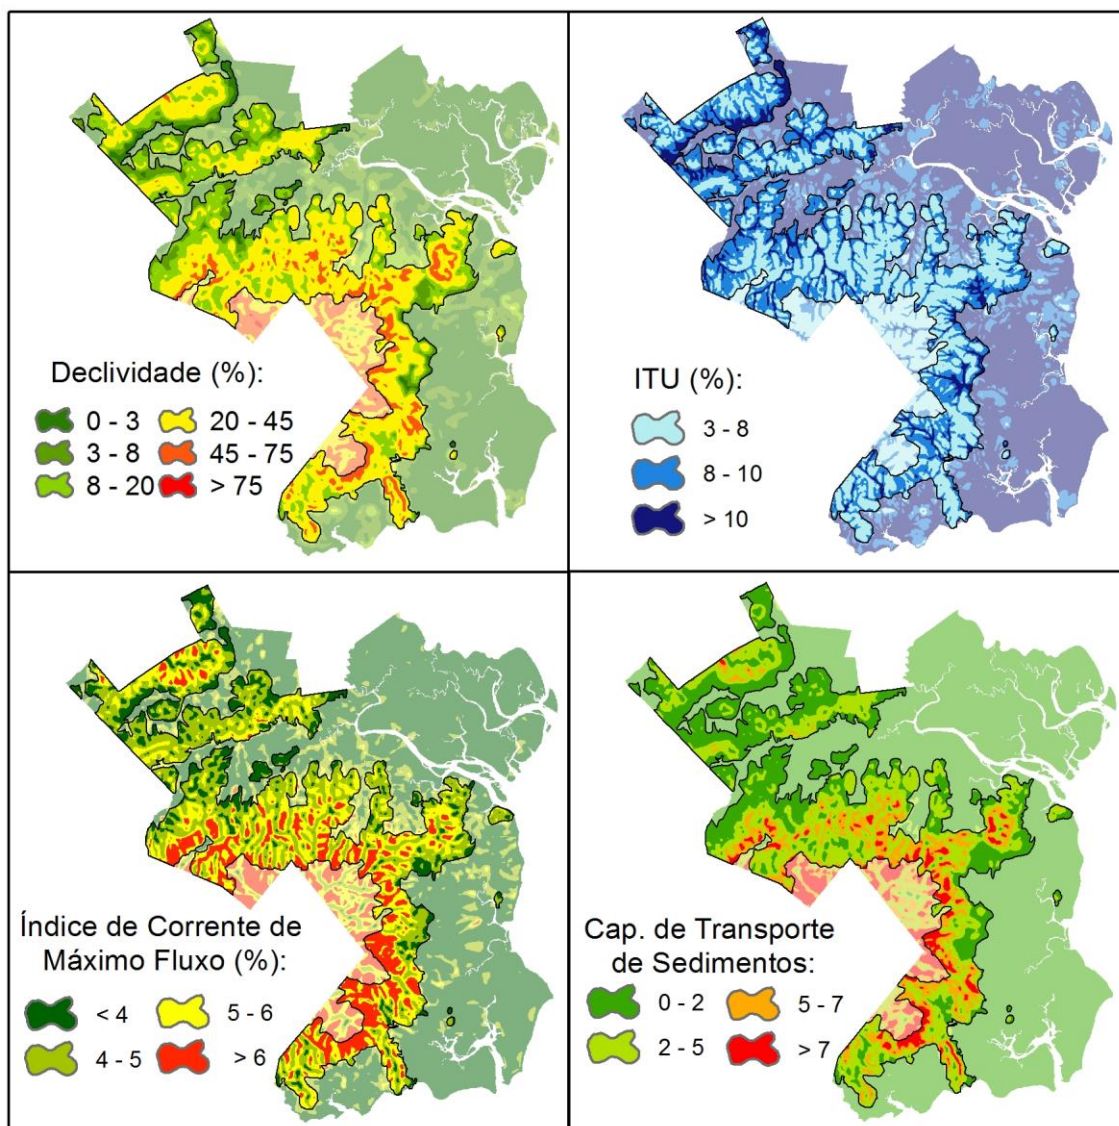 Declividade (%):
0 - 3 20 - 45
3 - 8 45 - 75
8 - 20 > 75
ITU (%):
3 - 8
8 - 10
> 10
Índice de Corrente de
Máximo Fluxo (%):
< 4 5 - 6
4 - 5 > 6
Cap. de Transporte
de Sedimentos:
0 - 2 5 - 7
2 - 5 > 7